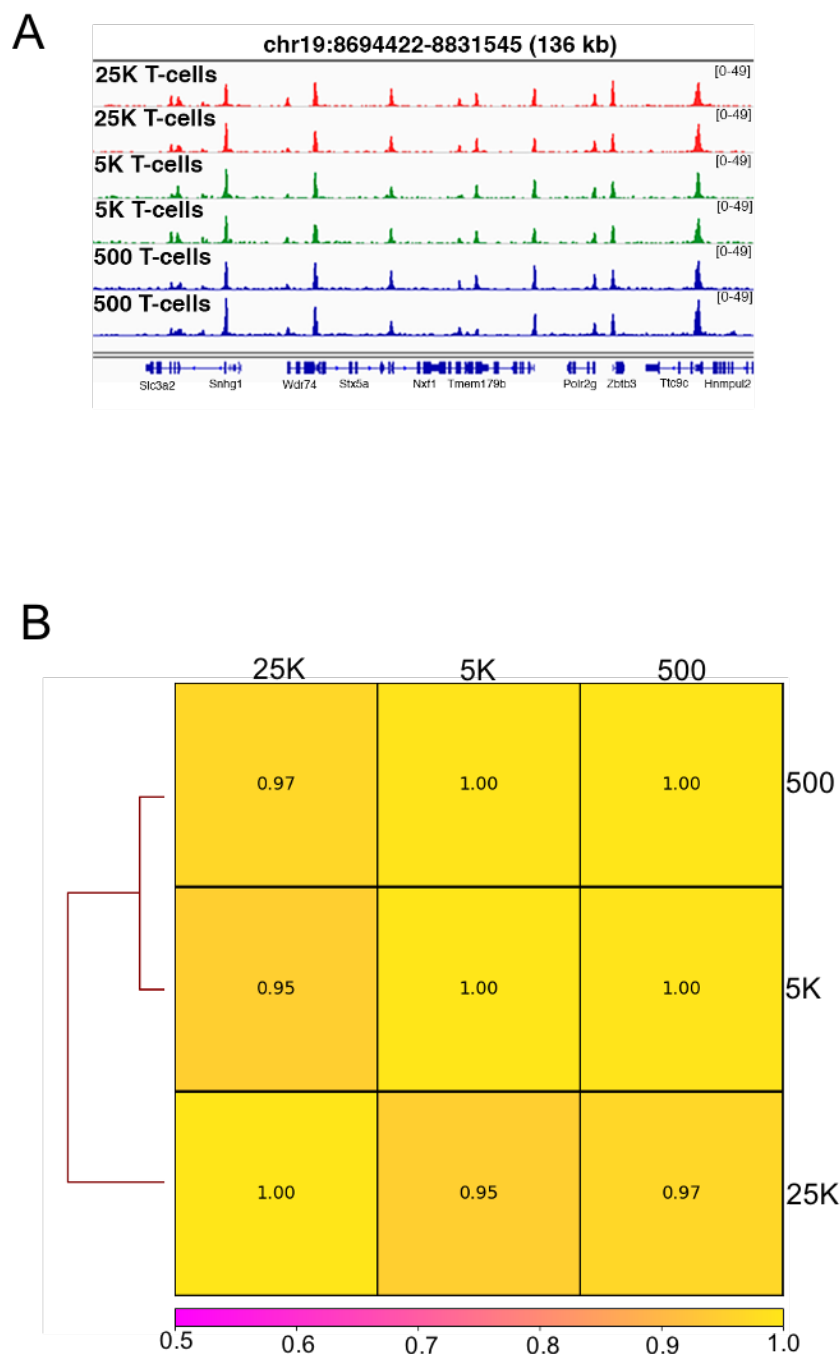 A
chr19:8694422-8831545 (136 kb)
25K T-cells [0-49]
25K T-cells [0-49]
5K T-cells [0-49]
5K T-cells [0-49]
500 T-cells [0-49]
500 T-cells [0-49]
Slc3a2 Snhg1 Wdr74 Stx5a Nxf1 Tmem179b Polr2g Zbtb3 Ttc9c Hnrnpul2
B
25K 5K 500
0.97 1.00 1.00 500
0.95 1.00 1.00 5K
1.00 0.95 0.97 25K
0.5 0.6 0.7 0.8 0.9 1.0